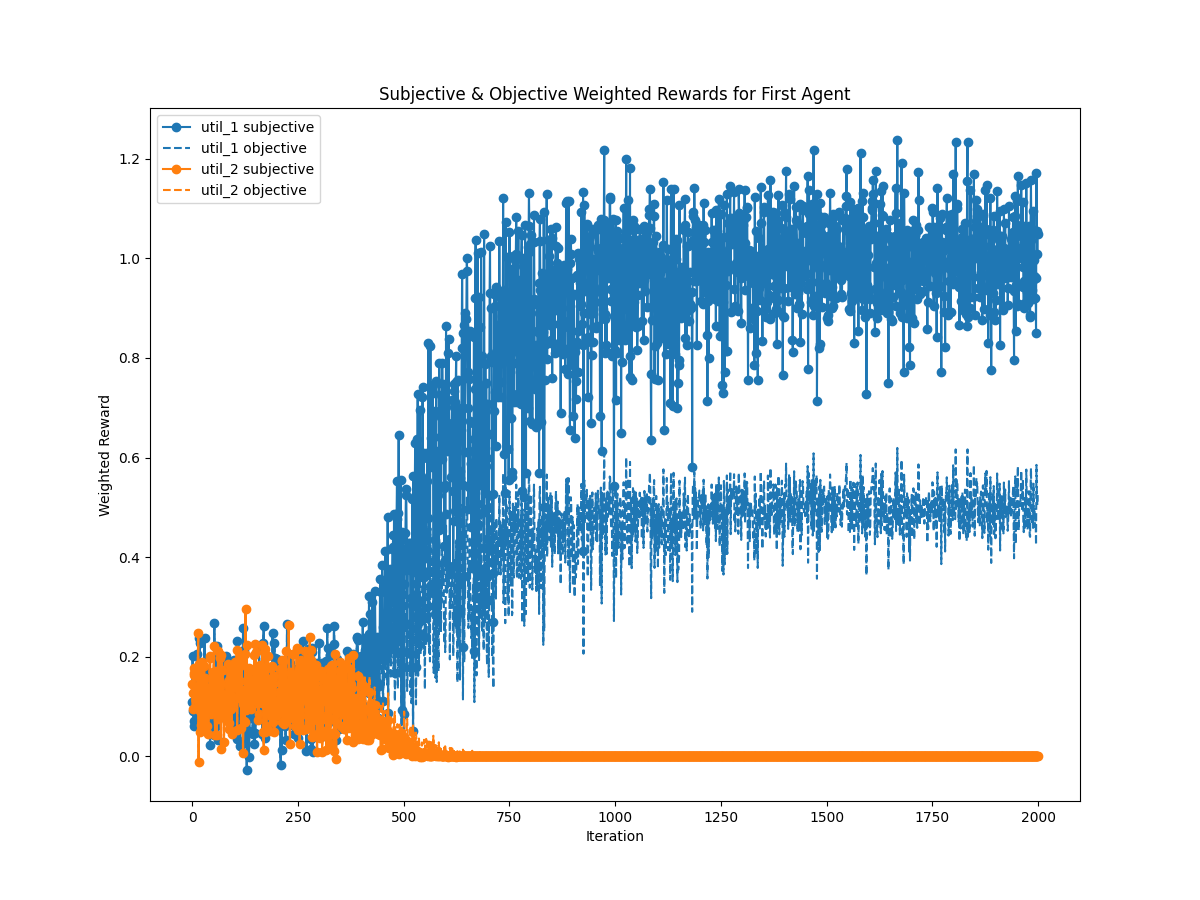 Subjective & Objective Weighted Rewards for First Agent
util_1 subjective
util_1 objective
util_2 subjective
util_2 objective
1.2
1.0
0.8
0.6
0.4
0.2
0.0
Weighted Reward
0 250 500 750 1000 1250 1500 1750 2000
Iteration